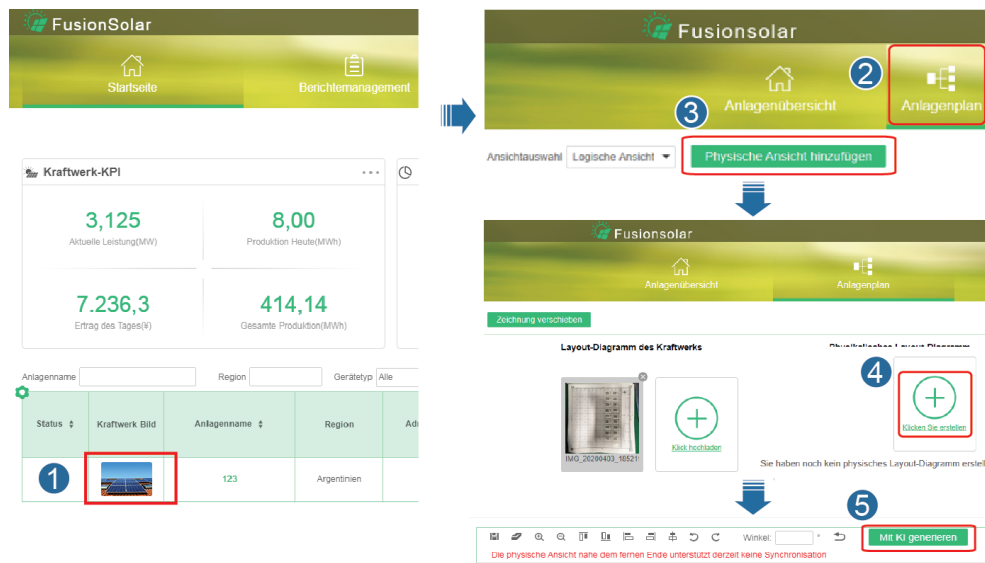 FusionSolar
Startseite
Berichtemanagement
Kraftwerk-KPI
3,125
Aktuelle Leistung(MW)
8,00
Produktion Heute(MWh)
7.236,3
Ertrag des Tages(¥)
414,14
Gesamte Produktion(MWh)
Anlagenname
Region
Gerätetyp Alle
Status
Kraftwerk Bild
Anlagenname
Region
1
123
Argentinien
Fusionsolar
2
Anlagenübersicht
Anlagenplan
3
Ansichtauswahl Logische Ansicht
Physische Ansicht hinzufügen
Fusionsolar
Anlagenübersicht
Anlagenplan
Zeichnung verschieben
Layout-Diagramm des Kraftwerks
Physikalisches Layout Diagramm
IMG_20200403_18521
Klick hochladen
4
Klicken Sie erstellen
Sie haben noch kein physisches Layout-Diagramm erstell
5
Winkel:
°
Mit KI generieren
Die physische Ansicht nahe dem fernen Ende unterstützt derzeit keine Synchronisation